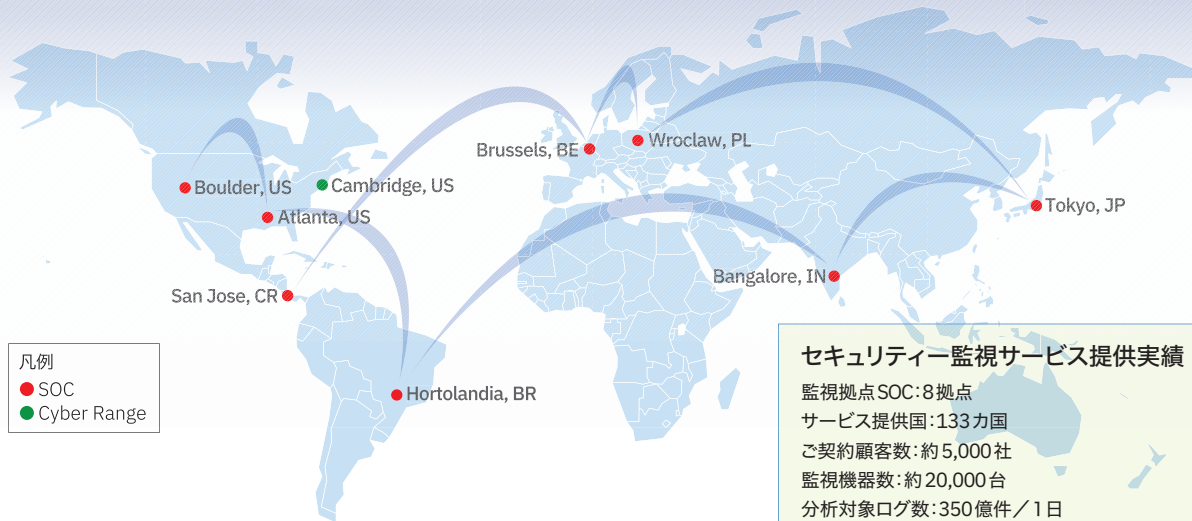 Brussels, BE
Wroclaw, PL
Boulder, US
Cambridge, US
Atlanta, US
Tokyo, JP
Bangalore, IN
San Jose, CR
Hortolandia, BR
凡例
SOC
Cyber Range
セキュリティー監視サービス提供実績
監視拠点SOC:8拠点
サービス提供国:133カ国
ご契約顧客数:約5,000社
監視機器数:約20,000台
分析対象ログ数:350億件／1日